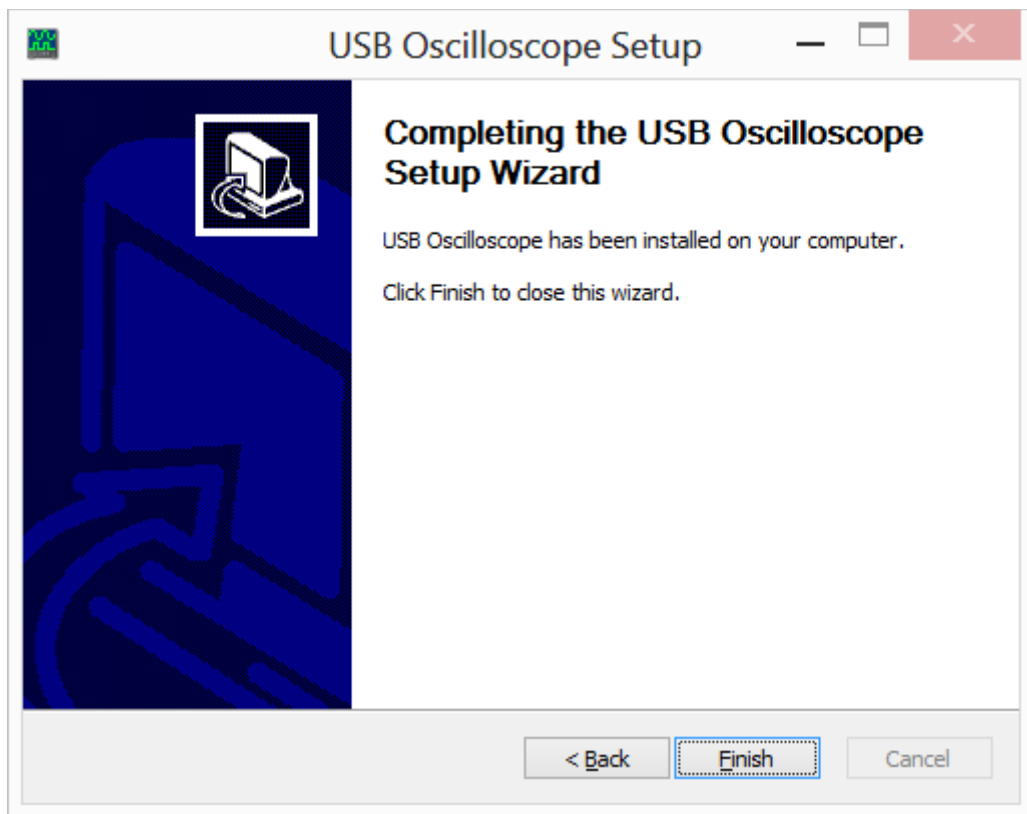 USB Oscilloscope Setup
Completing the USB Oscilloscope
Setup Wizard
USB Oscilloscope has been installed on your computer.
Click Finish to close this wizard.
< Back
Finish
Cancel